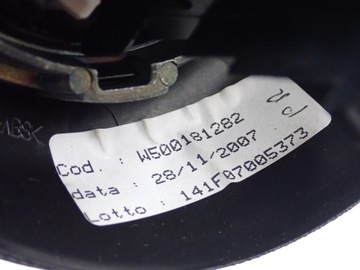 Cod. : W500181282
data : 28/11/2007
Lotto : 141F07005373